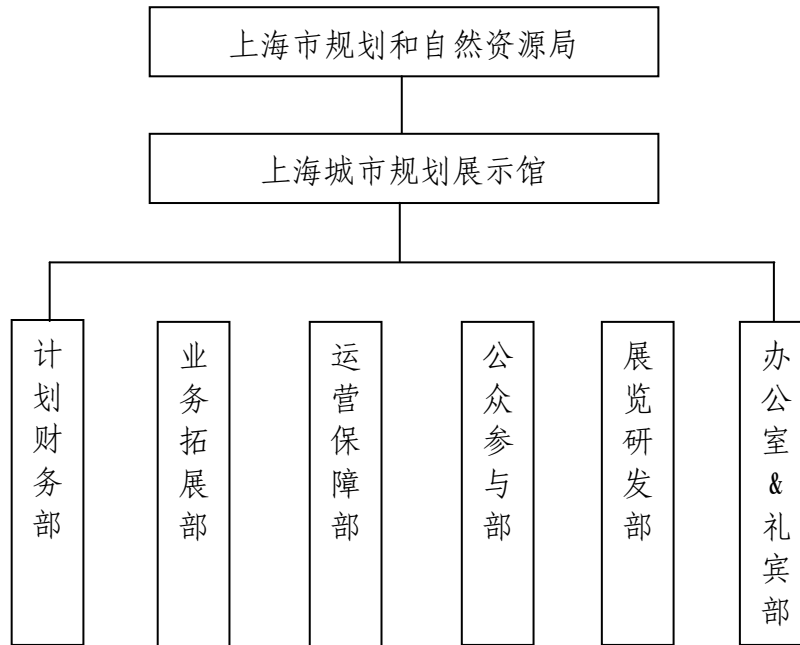 上海市规划和自然资源局
上海城市规划展示馆
计划财务部
业务拓展部
运营保障部
公众参与部
展览研发部
办公室&礼宾部